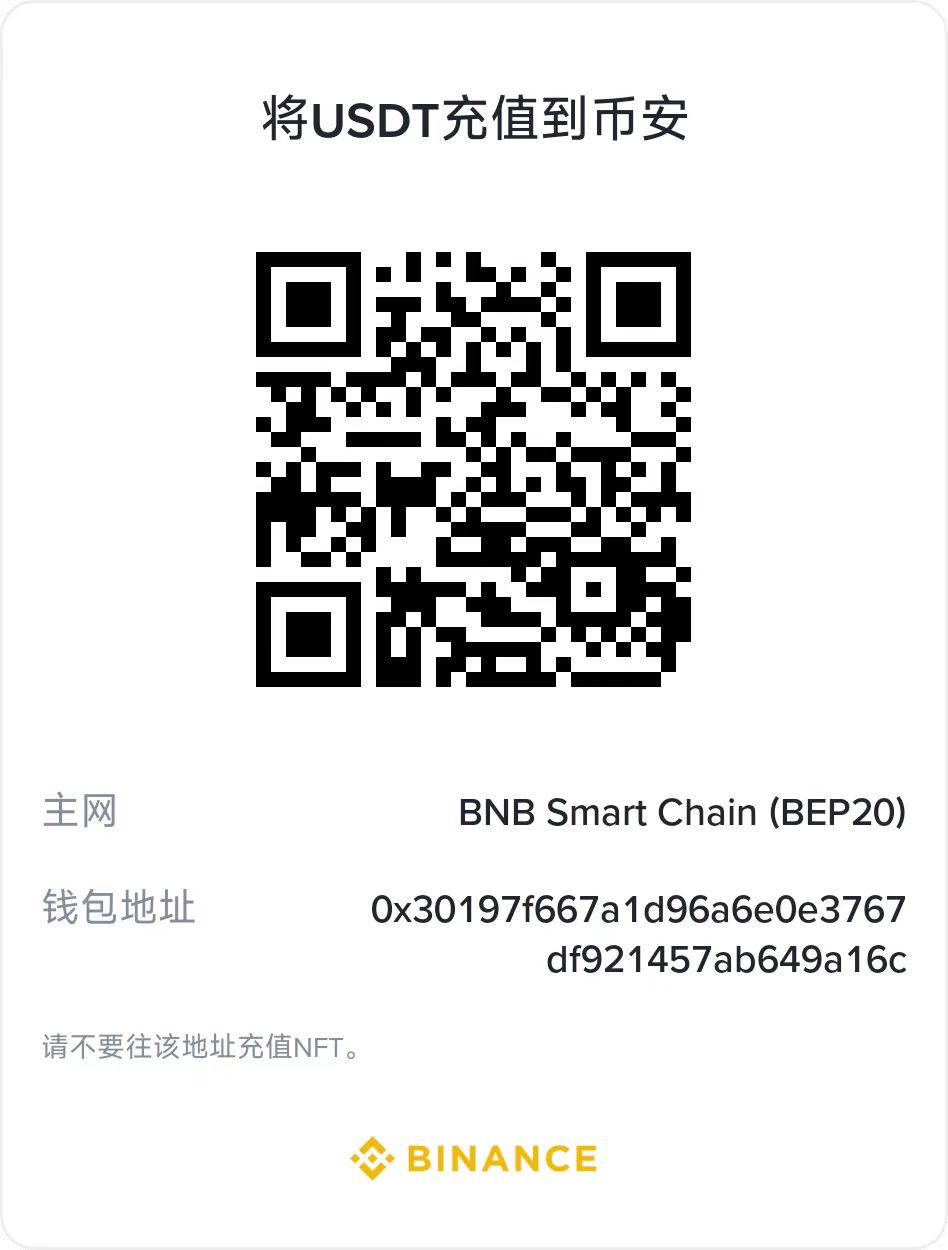 将USDT充值到币安
主网
BNB Smart Chain (BEP20)
钱包地址
0x30197f667a1d96a6e0e3767
df921457ab649a16c
请不要往该地址充值NFT。
BINANCE